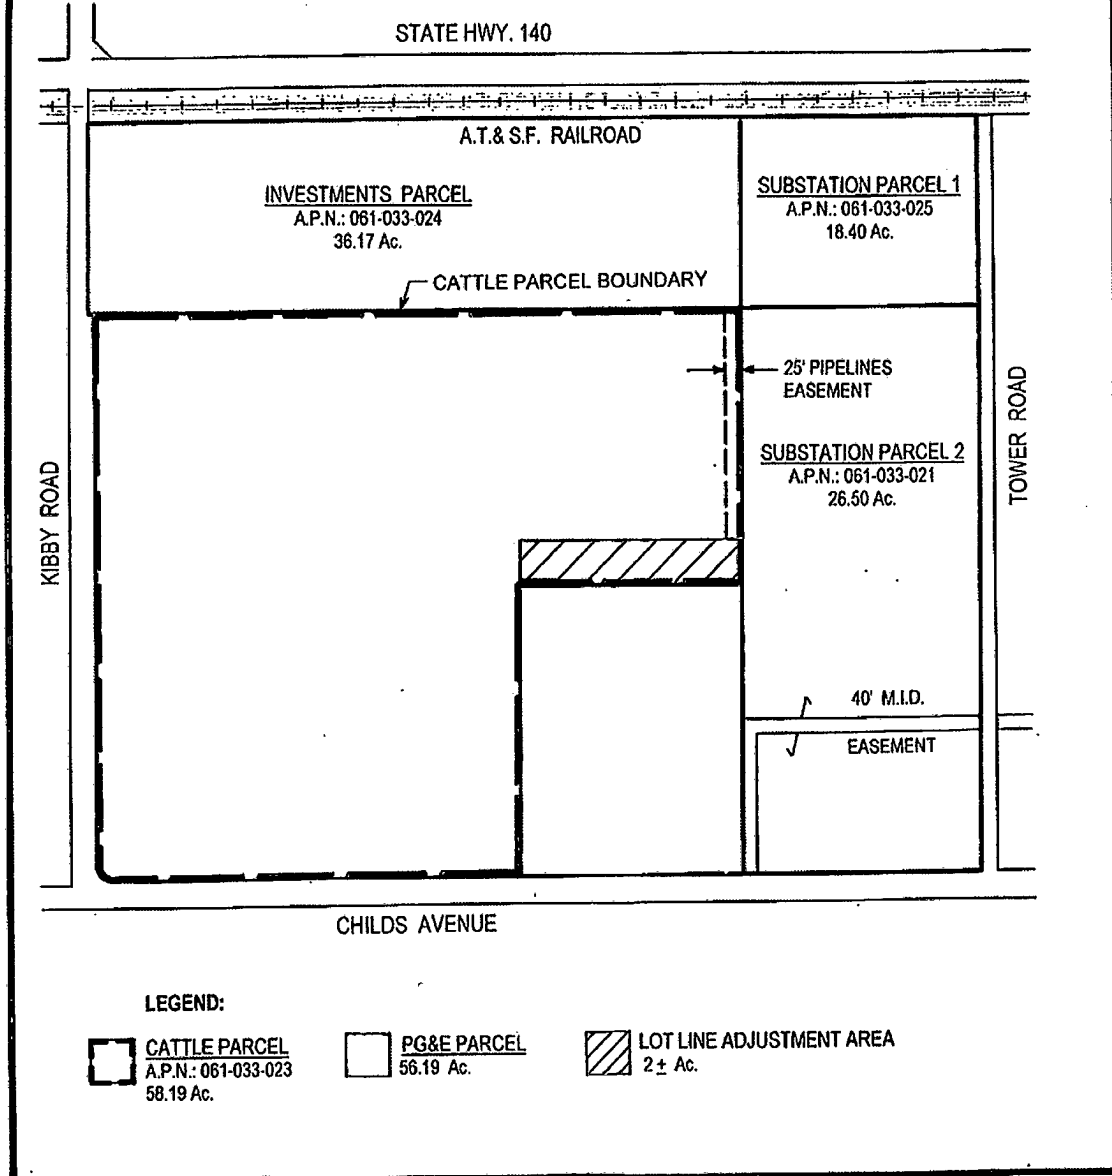 STATE HWY. 140
A.T.& S.F. RAILROAD
INVESTMENTS PARCEL
A.P.N.: 061-033-024
36.17 Ac.
SUBSTATION PARCEL 1
A.P.N.: 061-033-025
18.40 Ac.
CATTLE PARCEL BOUNDARY
25' PIPELINES
EASEMENT
SUBSTATION PARCEL 2
A.P.N.: 061-033-021
26.50 Ac.
KIBBY ROAD
TOWER ROAD
40' M.I.D.
EASEMENT
CHILDS AVENUE
LEGEND:
CATTLE PARCEL
A.P.N.: 061-033-023
58.19 Ac.
PG&E PARCEL
56.19 Ac.
LOT LINE ADJUSTMENT AREA
2± Ac.